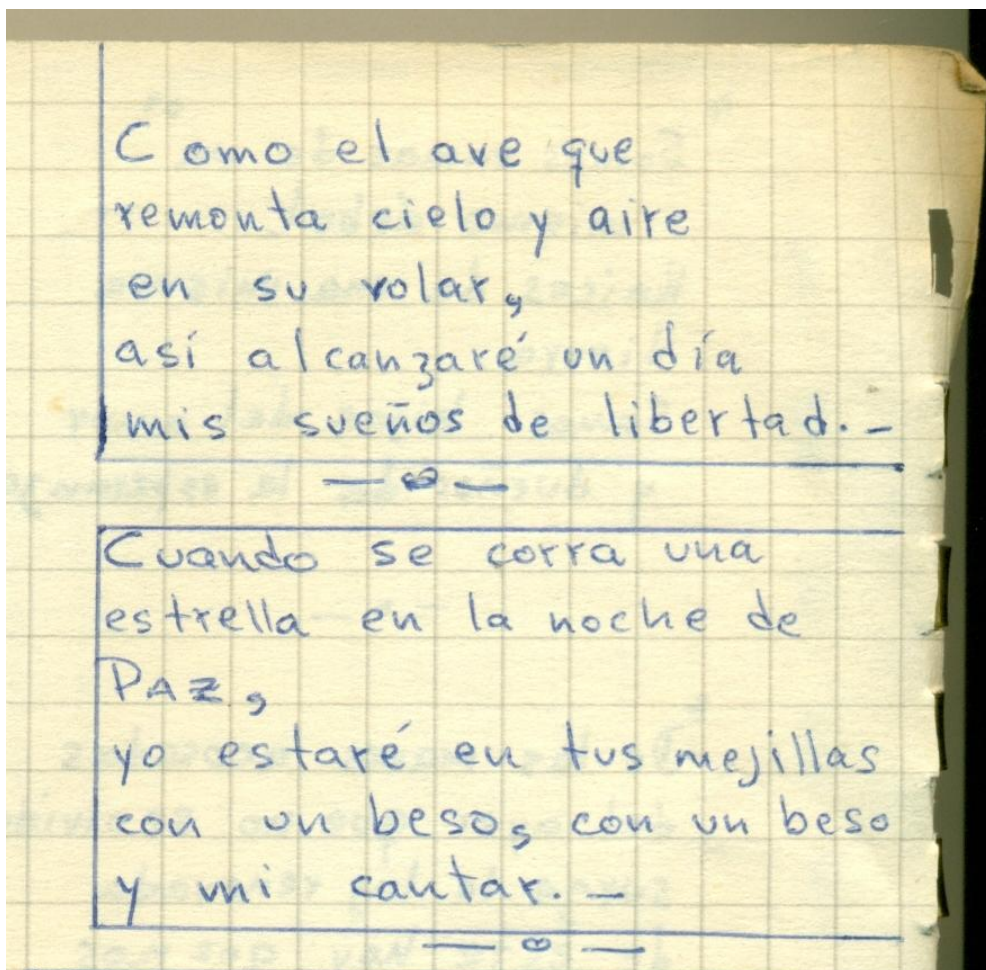 Como el ave que
remonta cielo y aire
en su volar,
así alcanzaré un día
mis sueños de libertad.-
Cuando se corra una
estrella en la noche de
PAZ,
yo estaré en tus mejillas
con un beso, con un beso
y mi cantar.-